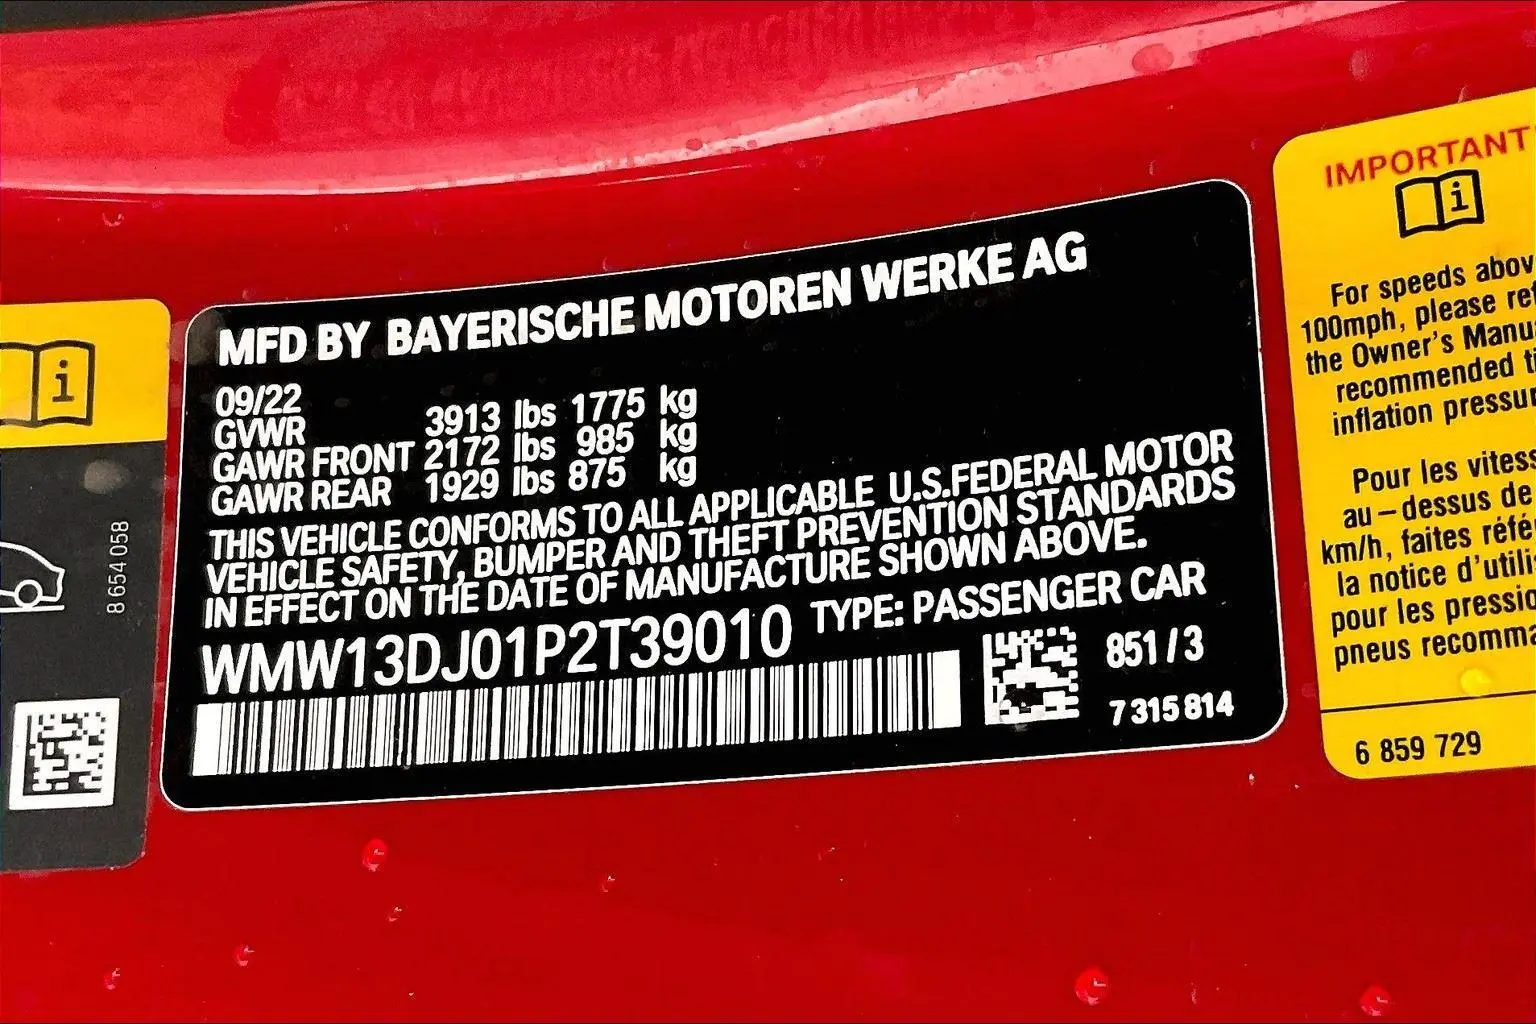 MFD BY BAYERISCHE MOTOREN WERKE AG
09/22
GVWR 3913 lbs 1775 kg
GAWR FRONT 2172 lbs 985 kg
GAWR REAR 1929 lbs 875 kg
THIS VEHICLE CONFORMS TO ALL APPLICABLE U.S.FEDERAL MOTOR
VEHICLE SAFETY, BUMPER AND THEFT PREVENTION STANDARDS
IN EFFECT ON THE DATE OF MANUFACTURE SHOWN ABOVE.
WMW13DJ01P2T39010 TYPE: PASSENGER CAR
851/3
7 315 814
8 654 058
IMPORTANT
For speeds abov
100mph, please ref
the Owner's Manu
recommended ti
inflation pressur
Pour les vitess
au-dessus de
km/h, faites réfé
la notice d'utili
pour les pressio
pneus recomma
6 859 729